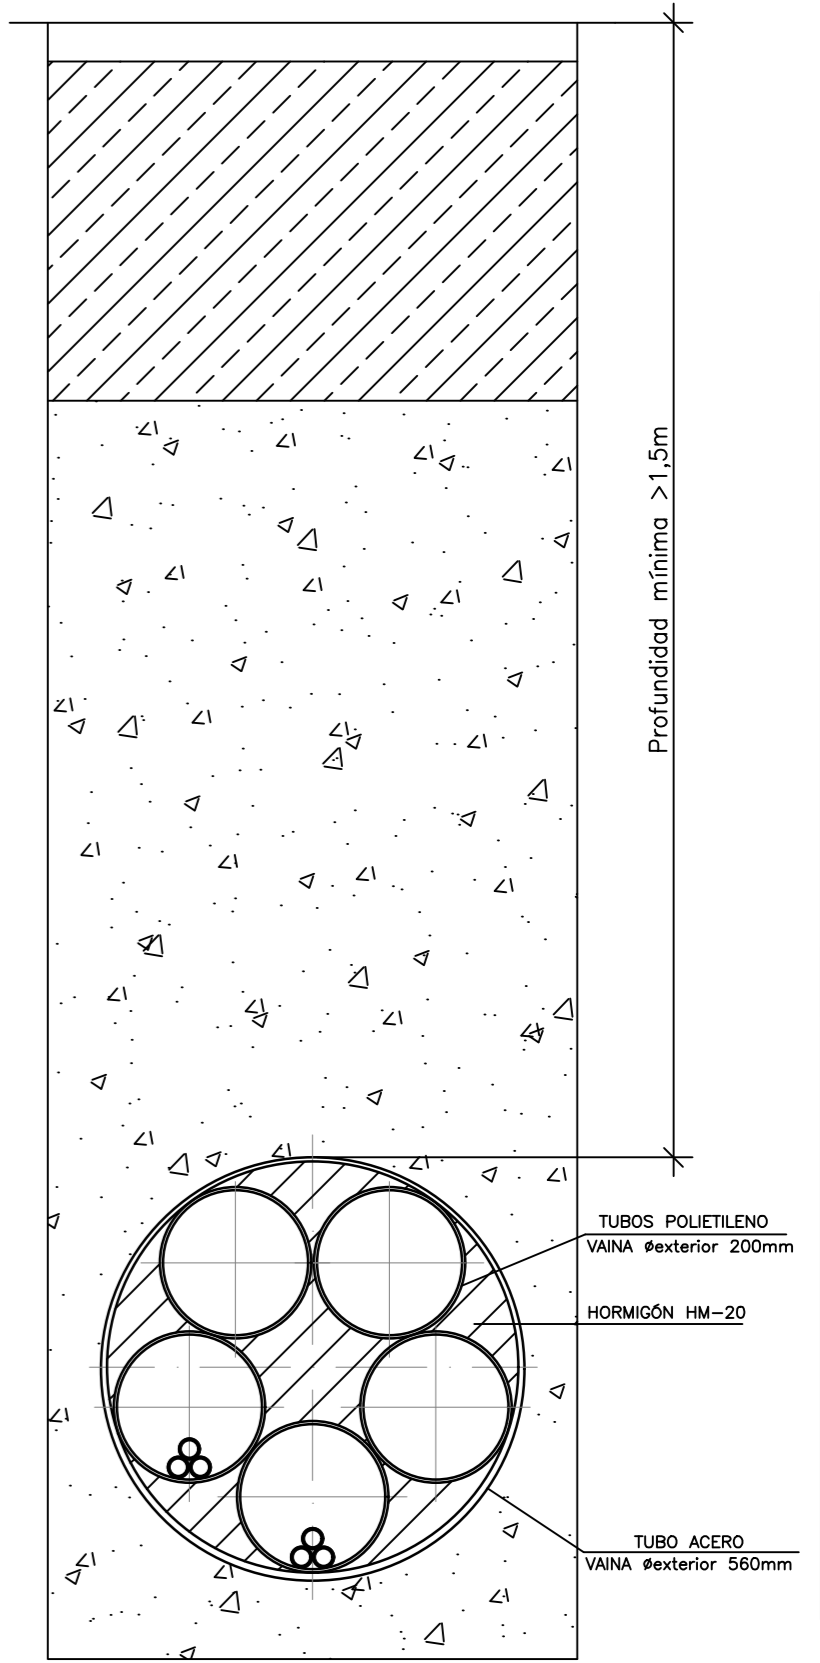 Profundidad mínima >1,5m
TUBOS POLIETILENO
VAINA Øexterior 200mm
HORMIGÓN HM-20
TUBO ACERO
VAINA Øexterior 560mm